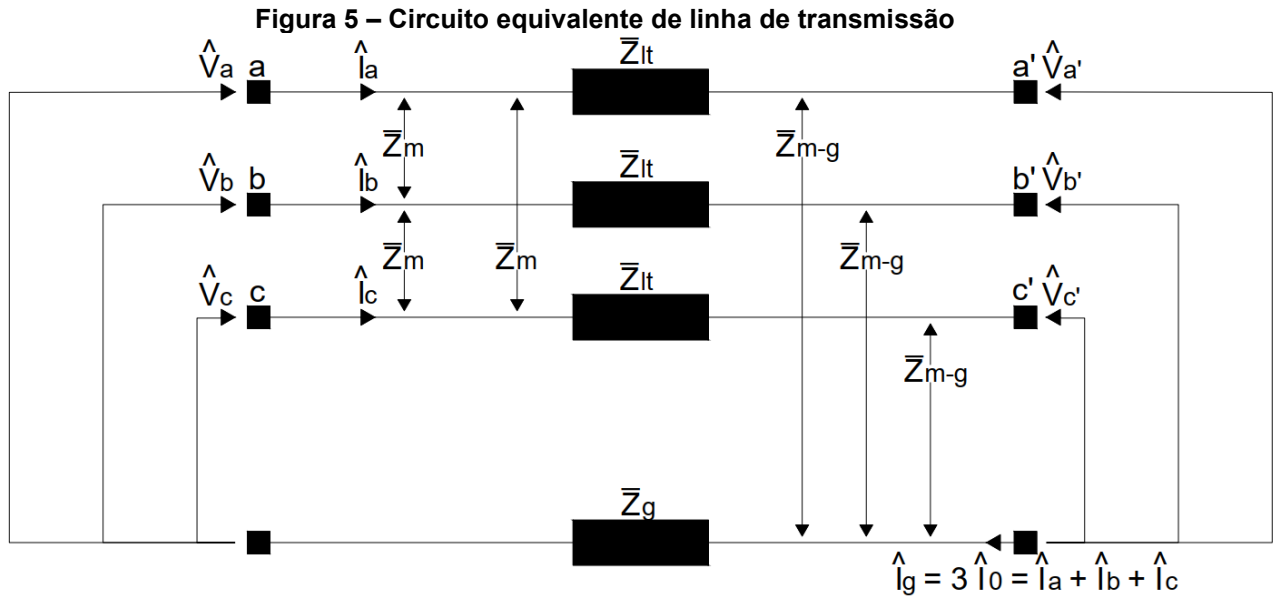 Figura 5 – Circuito equivalente de linha de transmissão
V̂a a Îa Z̅lt a' V̂a'
Z̅m Z̅m-g
V̂b b Îb Z̅lt b' V̂b'
Z̅m Z̅m Z̅m-g
V̂c c Îc Z̅lt c' V̂c'
Z̅m-g
Z̅g
Îg = 3 Î0 = Îa + Îb + Îc